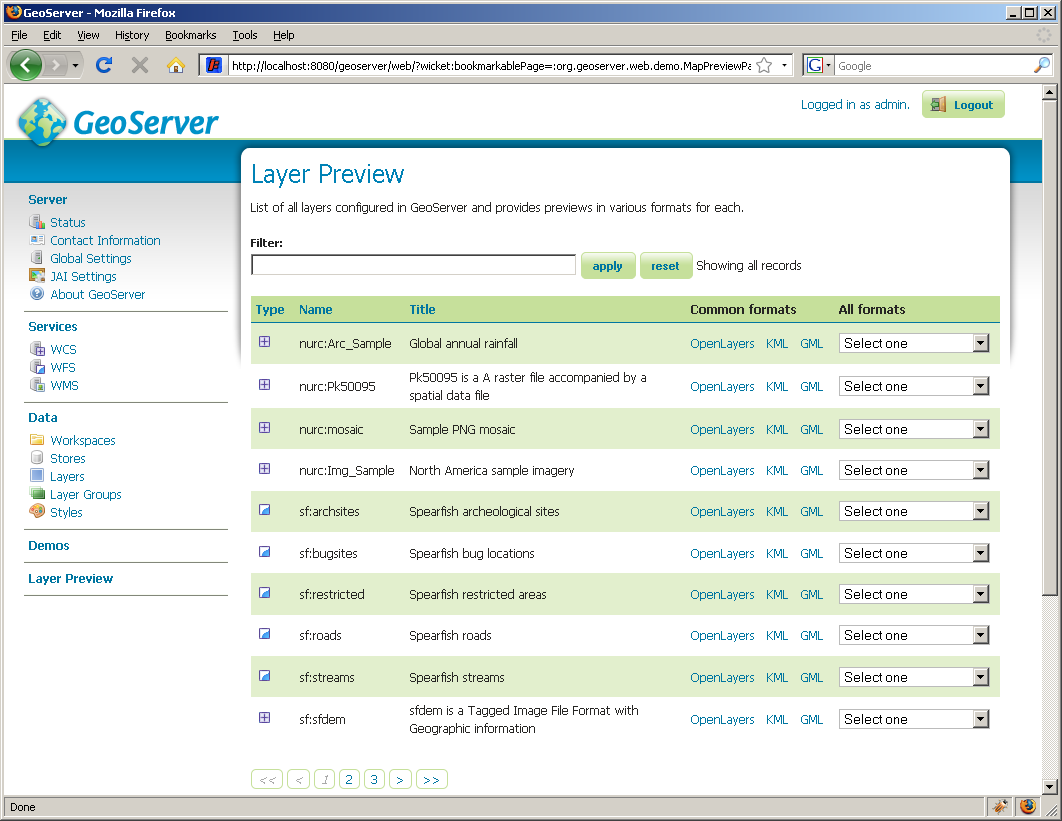 GeoServer - Mozilla Firefox
File Edit View History Bookmarks Tools Help
http://localhost:8080/geoserver/web/?wicket:bookmarkablePage=:org.geoserver.web.demo.MapPreviewPa
G Google
GeoServer
Logged in as admin. Logout
Server
Status
Contact Information
Global Settings
JAI Settings
About GeoServer
Services
WCS
WFS
WMS
Data
Workspaces
Stores
Layers
Layer Groups
Styles
Demos
Layer Preview
Layer Preview
List of all layers configured in GeoServer and provides previews in various formats for each.
Filter:
apply reset Showing all records
Type Name Title Common formats All formats
nurc:Arc_Sample Global annual rainfall OpenLayers KML GML Select one
nurc:Pk50095 Pk50095 is a A raster file accompanied by a spatial data file OpenLayers KML GML Select one
nurc:mosaic Sample PNG mosaic OpenLayers KML GML Select one
nurc:Img_Sample North America sample imagery OpenLayers KML GML Select one
sf:archsites Spearfish archeological sites OpenLayers KML GML Select one
sf:bugsites Spearfish bug locations OpenLayers KML GML Select one
sf:restricted Spearfish restricted areas OpenLayers KML GML Select one
sf:roads Spearfish roads OpenLayers KML GML Select one
sf:streams Spearfish streams OpenLayers KML GML Select one
sf:sfdem sfdem is a Tagged Image File Format with Geographic information OpenLayers KML GML Select one
<< < 1 2 3 > >>
Done